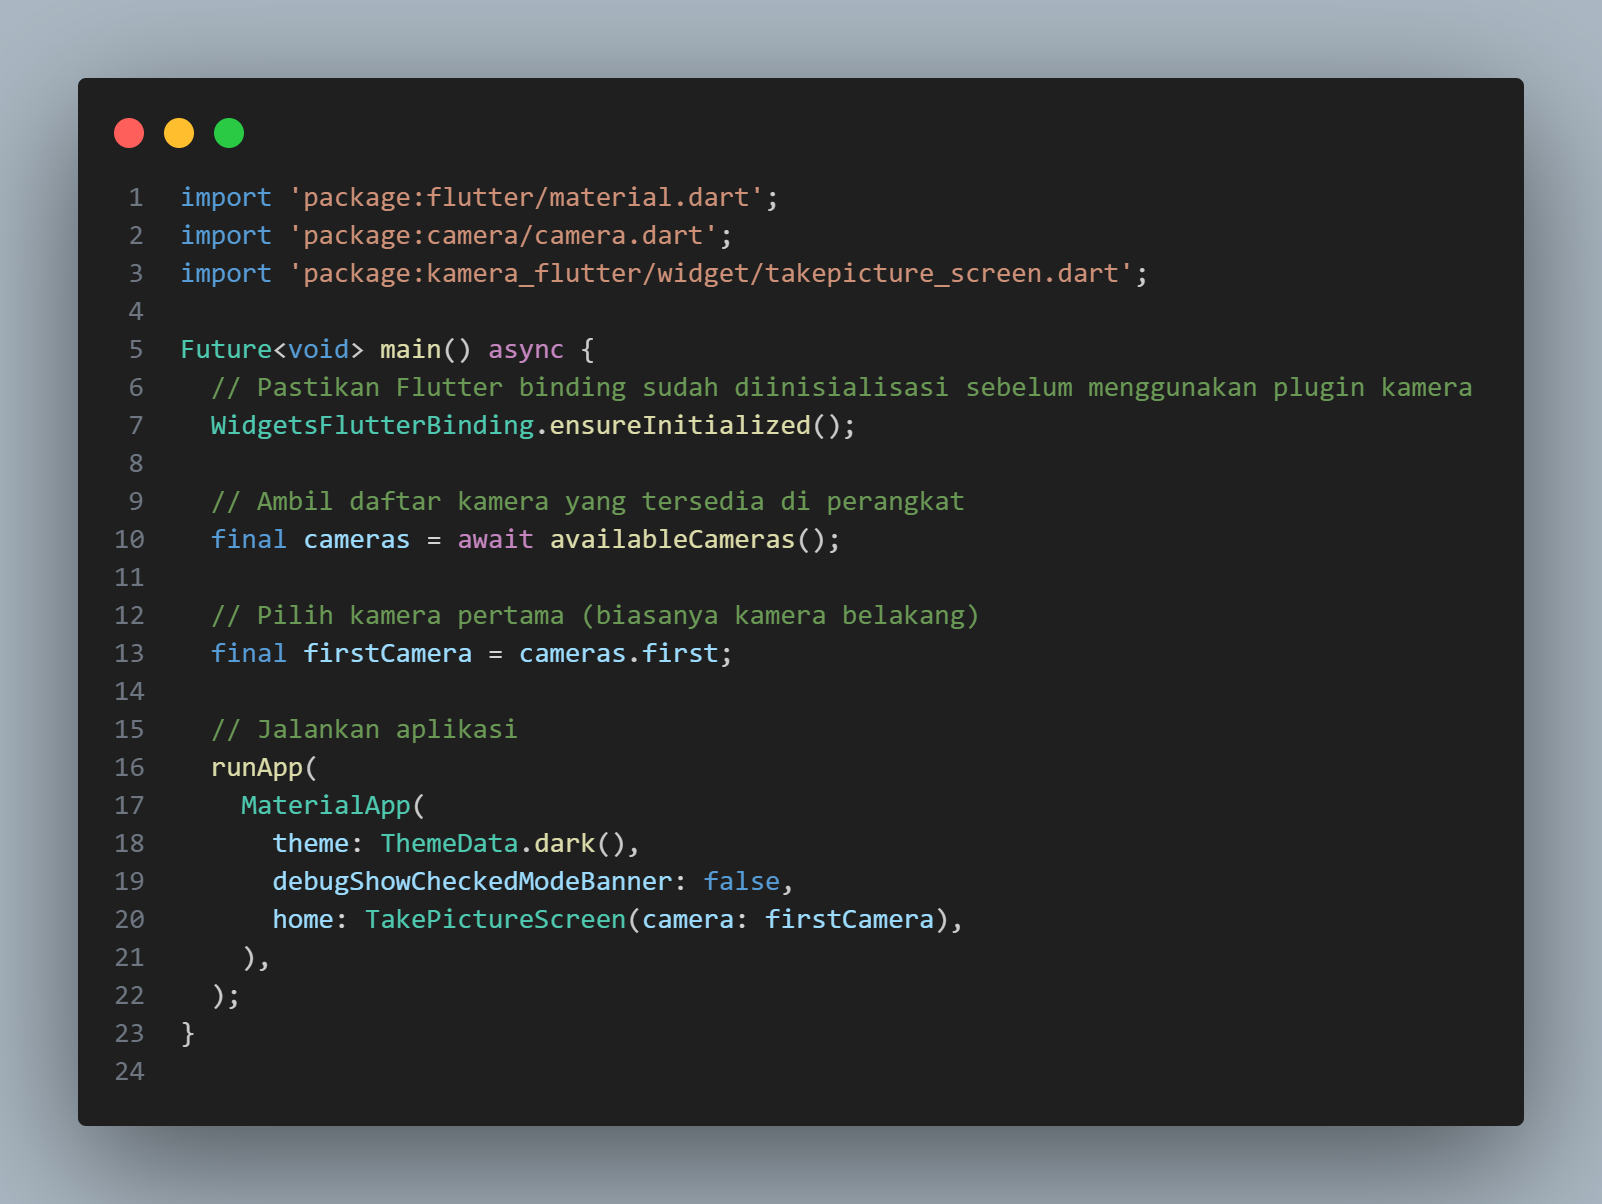 1 import 'package:flutter/material.dart';
2 import 'package:camera/camera.dart';
3 import 'package:kamera_flutter/widget/takepicture_screen.dart';
4
5 Future<void> main() async {
6   // Pastikan Flutter binding sudah diinisialisasi sebelum menggunakan plugin kamera
7   WidgetsFlutterBinding.ensureInitialized();
8
9   // Ambil daftar kamera yang tersedia di perangkat
10   final cameras = await availableCameras();
11
12   // Pilih kamera pertama (biasanya kamera belakang)
13   final firstCamera = cameras.first;
14
15   // Jalankan aplikasi
16   runApp(
17     MaterialApp(
18       theme: ThemeData.dark(),
19       debugShowCheckedModeBanner: false,
20       home: TakePictureScreen(camera: firstCamera),
21     ),
22   );
23 }
24